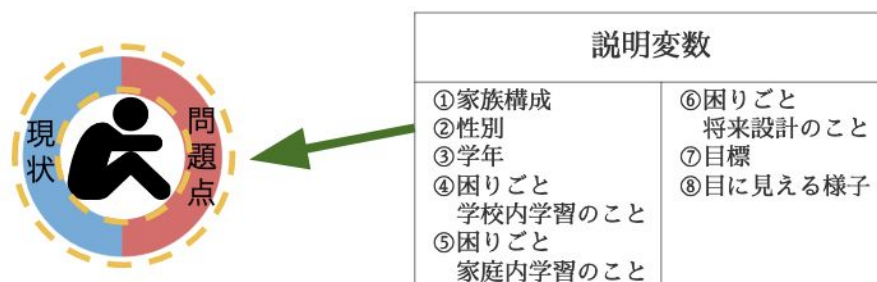 現状
問題点
説明変数
①家族構成
②性別
③学年
④困りごと
学校内学習のこと
⑤困りごと
家庭内学習のこと
⑥困りごと
将来設計のこと
⑦目標
⑧目に見える様子